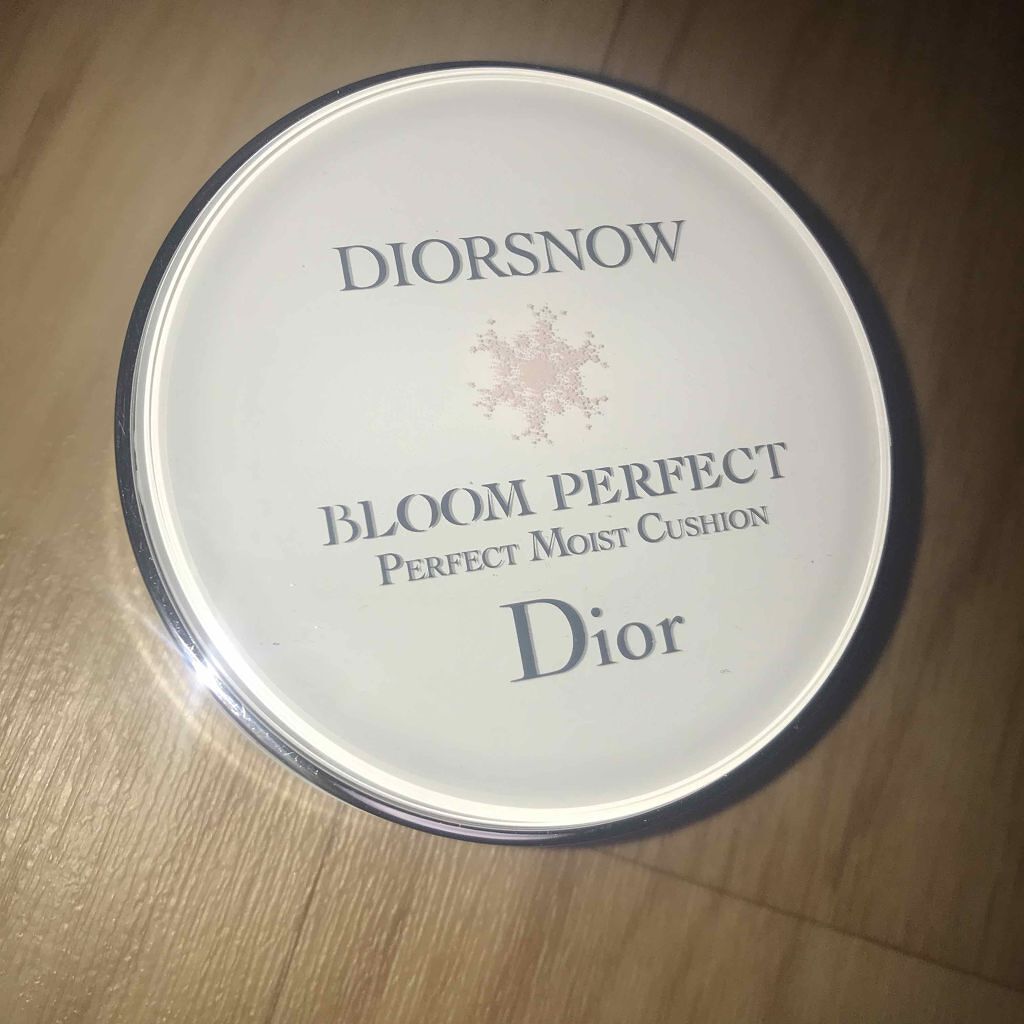 DIORSNOW
BLOOM PERFECT
PERFECT MOIST CUSHION
Dior